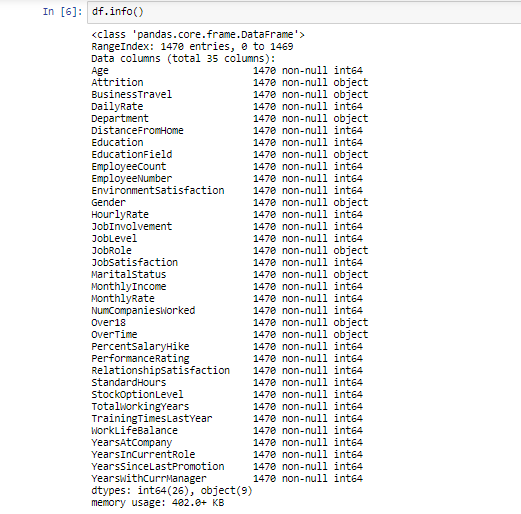 In [6]: df.info()
<class 'pandas.core.frame.DataFrame'>
RangeIndex: 1470 entries, 0 to 1469
Data columns (total 35 columns):
Age                         1470 non-null int64
Attrition                   1470 non-null object
BusinessTravel              1470 non-null object
DailyRate                   1470 non-null int64
Department                  1470 non-null object
DistanceFromHome            1470 non-null int64
Education                   1470 non-null int64
EducationField              1470 non-null object
EmployeeCount               1470 non-null int64
EmployeeNumber              1470 non-null int64
EnvironmentSatisfaction     1470 non-null int64
Gender                      1470 non-null object
HourlyRate                  1470 non-null int64
JobInvolvement              1470 non-null int64
JobLevel                    1470 non-null int64
JobRole                     1470 non-null object
JobSatisfaction             1470 non-null int64
MaritalStatus               1470 non-null object
MonthlyIncome               1470 non-null int64
MonthlyRate                 1470 non-null int64
NumCompaniesWorked          1470 non-null int64
Over18                      1470 non-null object
OverTime                    1470 non-null object
PercentSalaryHike           1470 non-null int64
PerformanceRating           1470 non-null int64
RelationshipSatisfaction    1470 non-null int64
StandardHours               1470 non-null int64
StockOptionLevel            1470 non-null int64
TotalWorkingYears           1470 non-null int64
TrainingTimesLastYear       1470 non-null int64
WorkLifeBalance             1470 non-null int64
YearsAtCompany              1470 non-null int64
YearsInCurrentRole          1470 non-null int64
YearsSinceLastPromotion     1470 non-null int64
YearsWithCurrManager        1470 non-null int64
dtypes: int64(26), object(9)
memory usage: 402.0+ KB